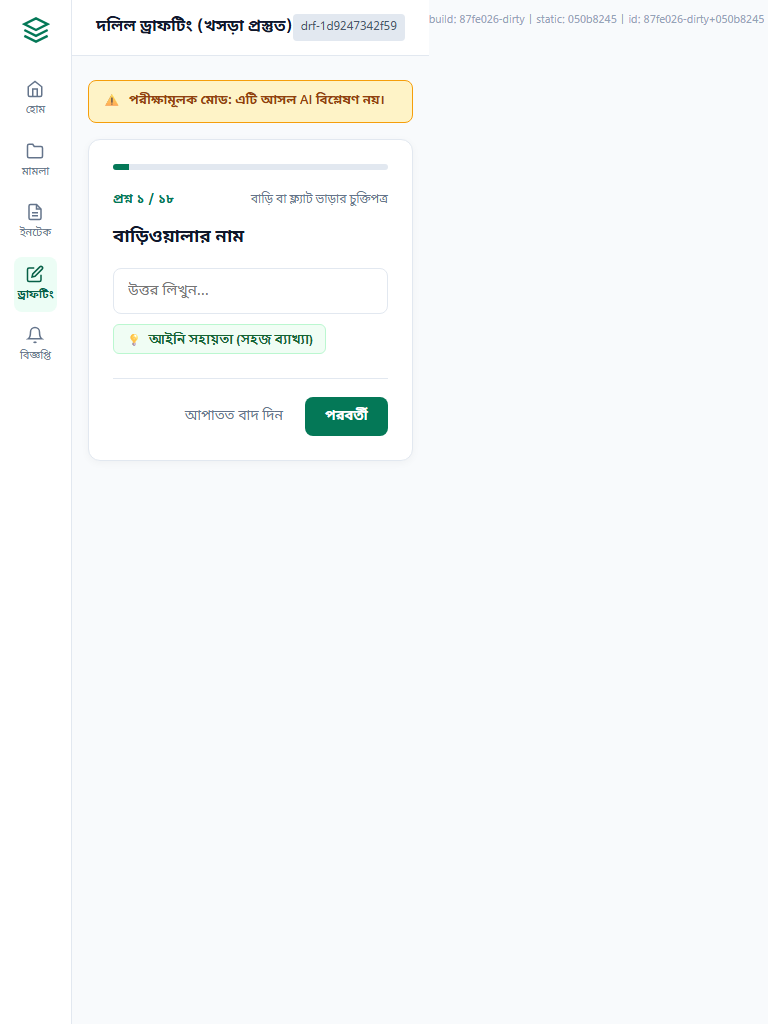 দলিল ড্রাফটিং (খসড়া প্রস্তুত)
drf-1d9247342f59
build: 87fe026-dirty | static: 050b8245 | id: 87fe026-dirty+050b8245
হোম
মামলা
ইনটেক
ড্রাফটিং
বিজ্ঞপ্তি
পরীক্ষামূলক মোড: এটি আসল AI বিশ্লেষণ নয়।
প্রশ্ন ১ / ১৮
বাড়ি বা ফ্ল্যাট ভাড়ার চুক্তিপত্র
বাড়িওয়ালার নাম
উত্তর লিখুন...
আইনি সহায়তা (সহজ ব্যাখ্যা)
আপাতত বাদ দিন
পরবর্তী